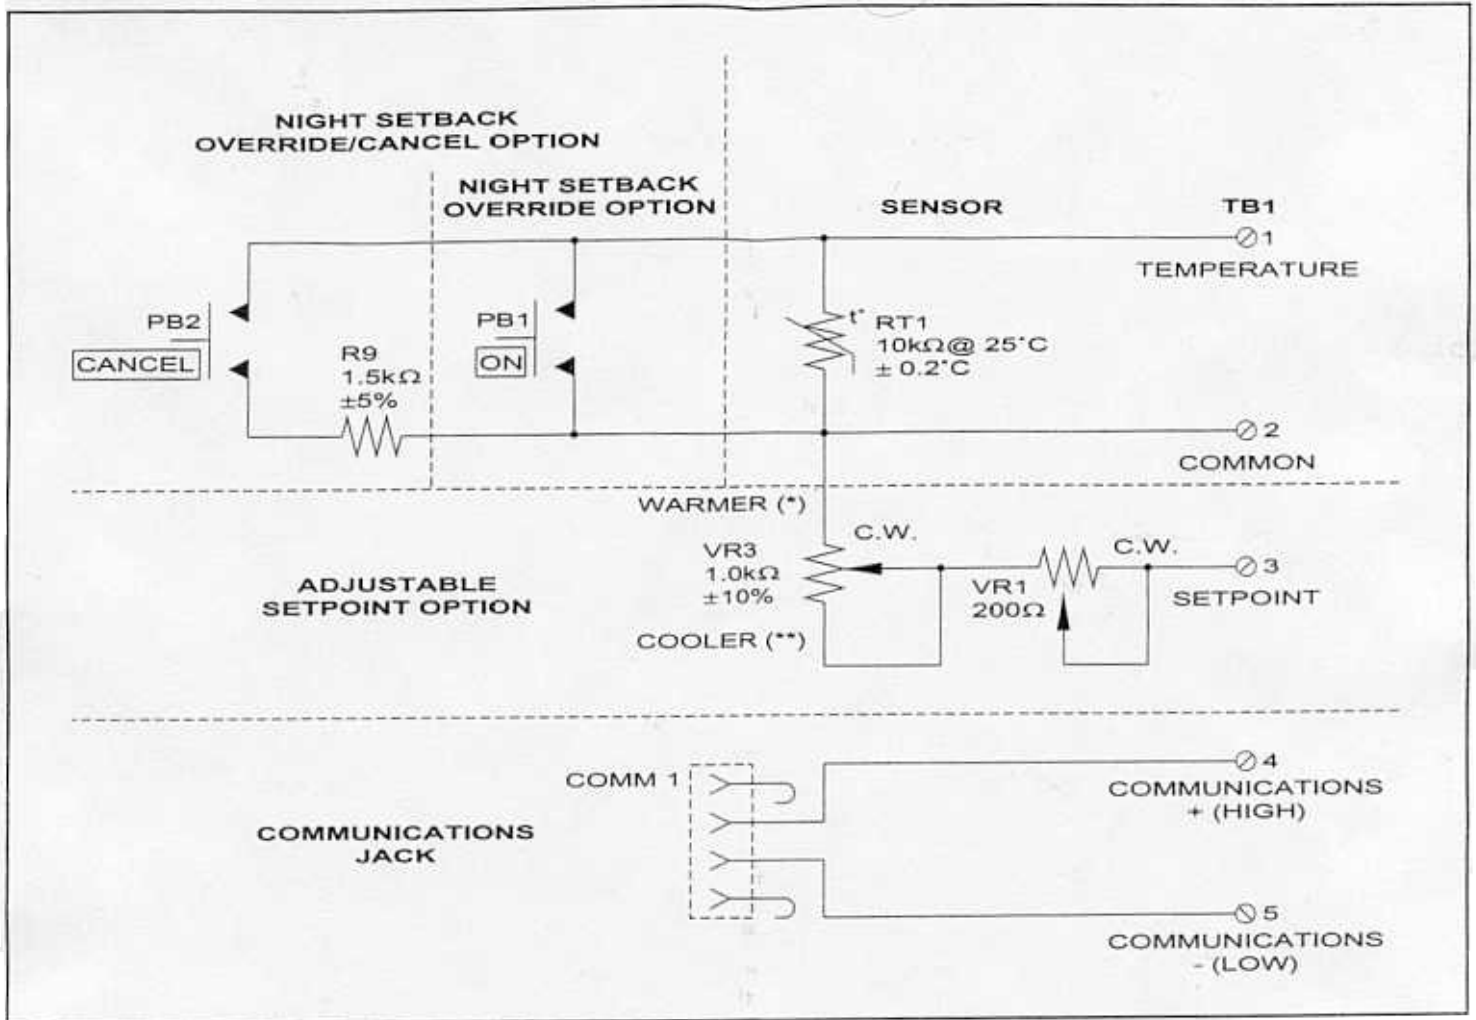 NIGHT SETBACK
OVERRIDE/CANCEL OPTION
NIGHT SETBACK
OVERRIDE OPTION
SENSOR
TB1
1
TEMPERATURE
PB2
CANCEL
R9
1.5kΩ
±5%
PB1
ON
t°
RT1
10kΩ@ 25°C
± 0.2°C
2
COMMON
WARMER (*)
C.W.
VR3
1.0kΩ
±10%
COOLER (**)
ADJUSTABLE
SETPOINT OPTION
VR1
200Ω
C.W.
3
SETPOINT
COMM 1
COMMUNICATIONS
JACK
4
COMMUNICATIONS
+ (HIGH)
5
COMMUNICATIONS
- (LOW)